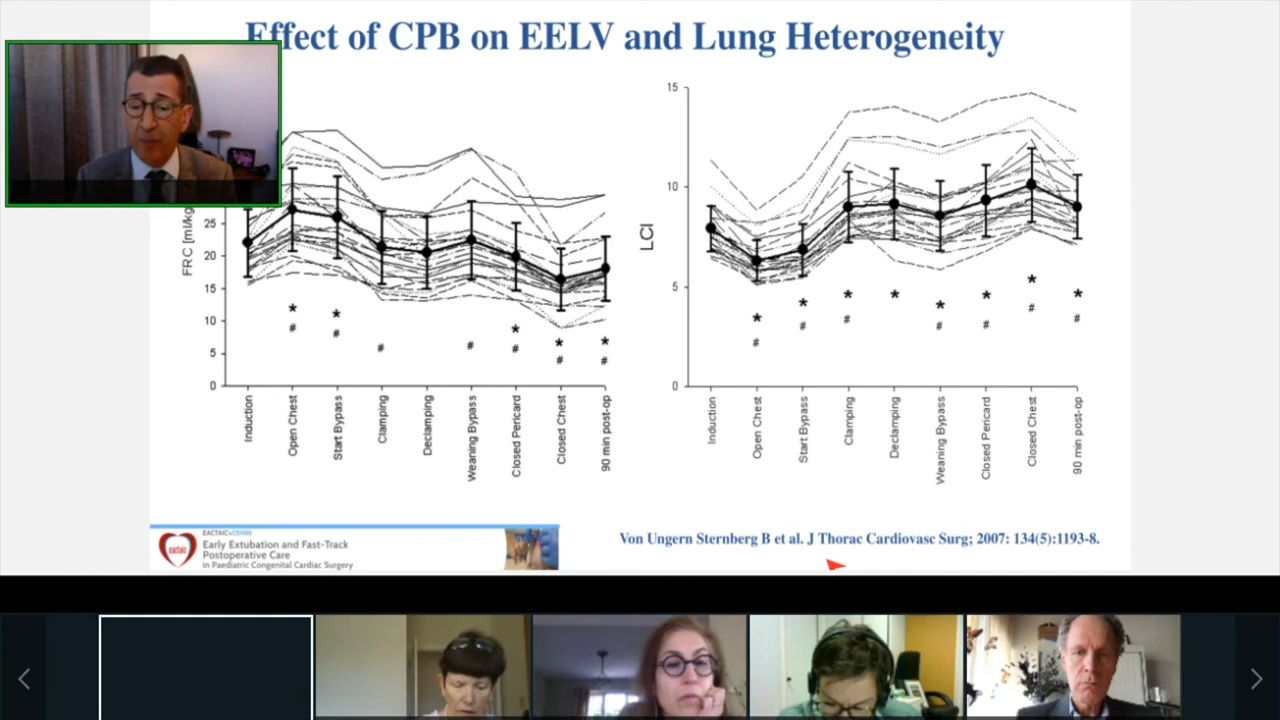 Effect of CPB on EELV and Lung Heterogeneity
FRC [ml/kg
25
20
15
10
5
0
* * * * *
# # # # # # #
Induction
Open Chest
Start Bypass
Clamping
Declamping
Weaning Bypass
Closed Pericard
Closed Chest
90 min post-op
LCI
15
10
5
0
* * * * * * * *
# # # # # # #
Induction
Open Chest
Start Bypass
Clamping
Declamping
Weaning Bypass
Closed Pericard
Closed Chest
90 min post-op
eactaic
EACTAICWEBINAR
Early Extubation and Fast-Track
Postoperative Care
in Paediatric Congenital Cardiac Surgery
Von Ungern Sternberg B et al. J Thorac Cardiovasc Surg; 2007: 134(5):1193-8.